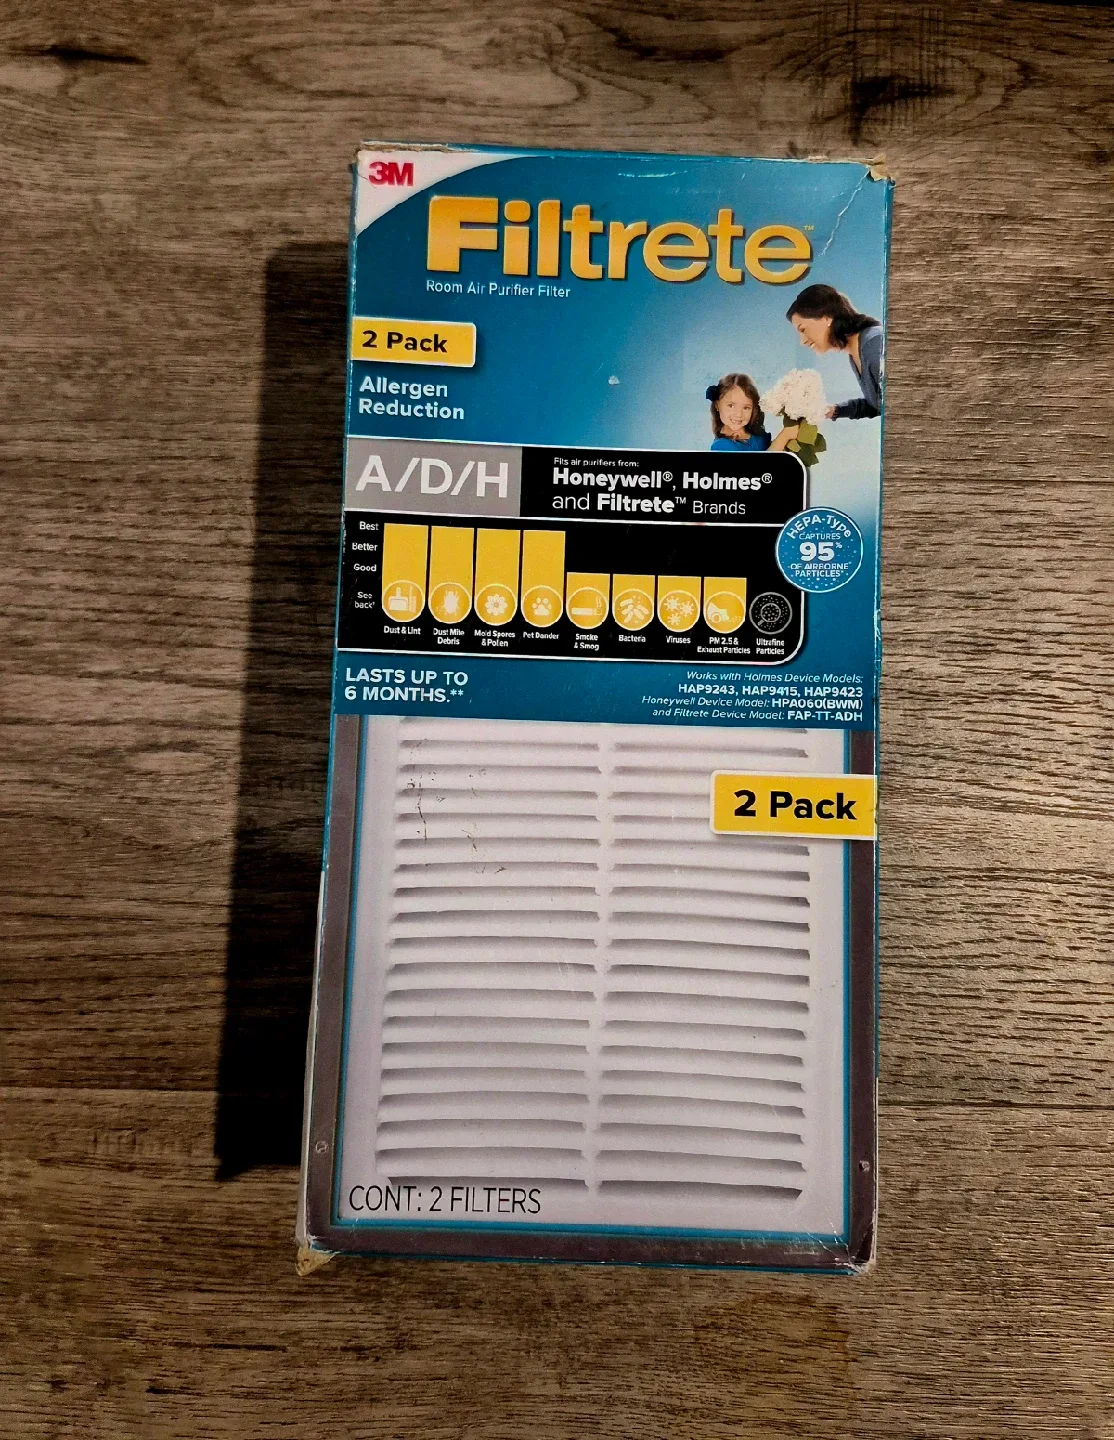 3M
Filtrete™
Room Air Purifier Filter
2 Pack
Allergen
Reduction
A/D/H
Fits air purifiers from:
Honeywell®, Holmes®
and Filtrete™ Brands
HEPA-Type
CAPTURES
95%
OF AIRBORNE
PARTICLES*
Best
Better
Good
See
back†
Dust & Lint
Dust Mite
Debris
Mold Spores
& Pollen
Pet Dander
Smoke
& Smog
Bacteria
Viruses
PM 2.5 &
Exhaust Particles
Ultrafine
Particles
LASTS UP TO
6 MONTHS.**
Works with Holmes Device Models:
HAP9243, HAP9415, HAP9423
Honeywell Device Model: HPA060(BWM)
and Filtrete Device Model: FAP-TT-ADH
2 Pack
CONT: 2 FILTERS